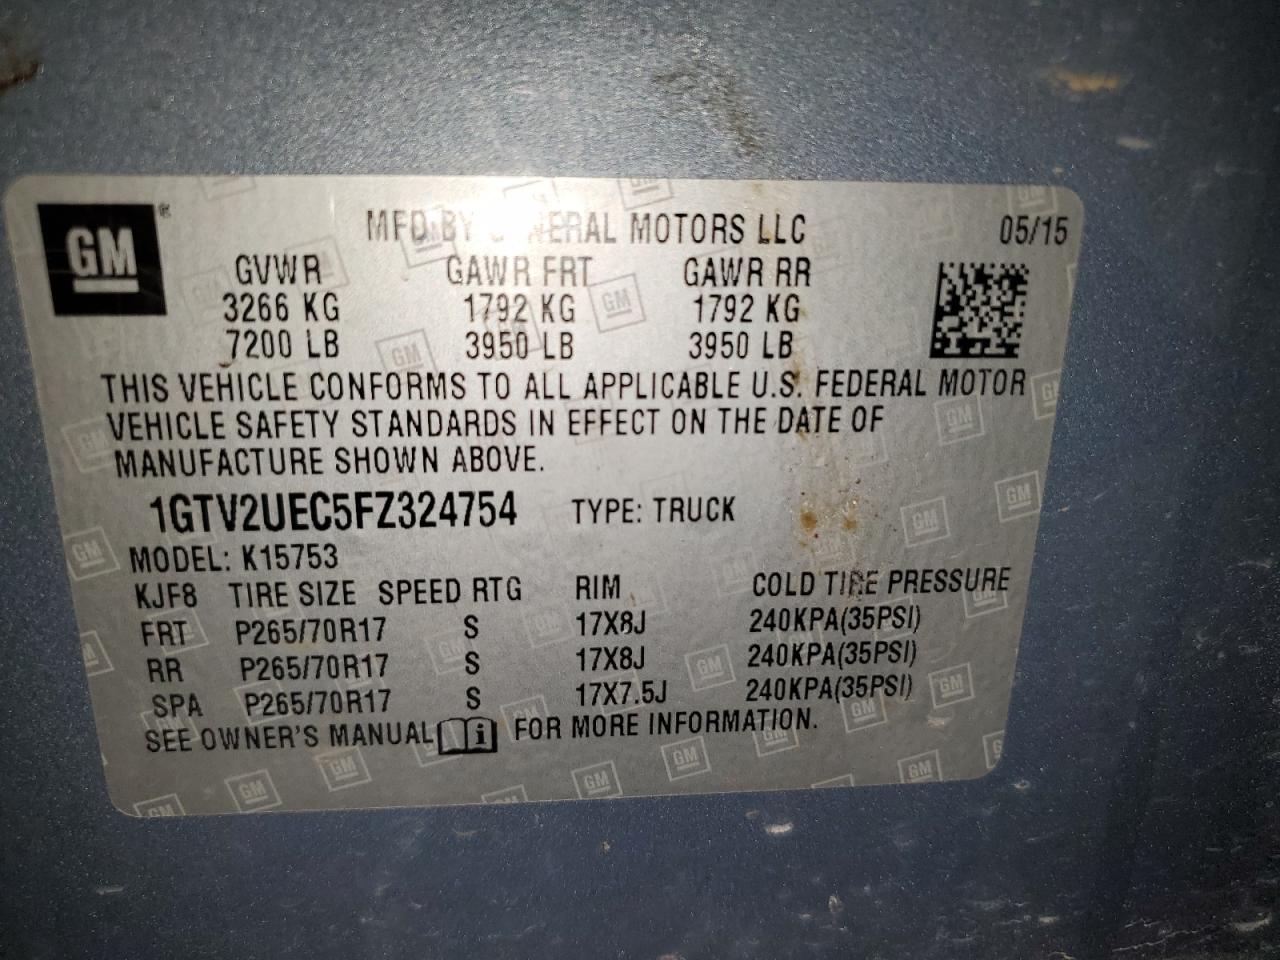 GM ® MFD BY GENERAL MOTORS LLC 05/15
GVWR GAWR FRT GAWR RR
3266 KG 1792 KG 1792 KG
7200 LB 3950 LB 3950 LB
THIS VEHICLE CONFORMS TO ALL APPLICABLE U.S. FEDERAL MOTOR
VEHICLE SAFETY STANDARDS IN EFFECT ON THE DATE OF
MANUFACTURE SHOWN ABOVE.
1GTV2UEC5FZ324754 TYPE: TRUCK
MODEL: K15753
KJF8 TIRE SIZE SPEED RTG RIM COLD TIRE PRESSURE
FRT P265/70R17 S 17X8J 240KPA(35PSI)
RR P265/70R17 S 17X8J 240KPA(35PSI)
SPA P265/70R17 S 17X7.5J 240KPA(35PSI)
SEE OWNER'S MANUAL i FOR MORE INFORMATION.